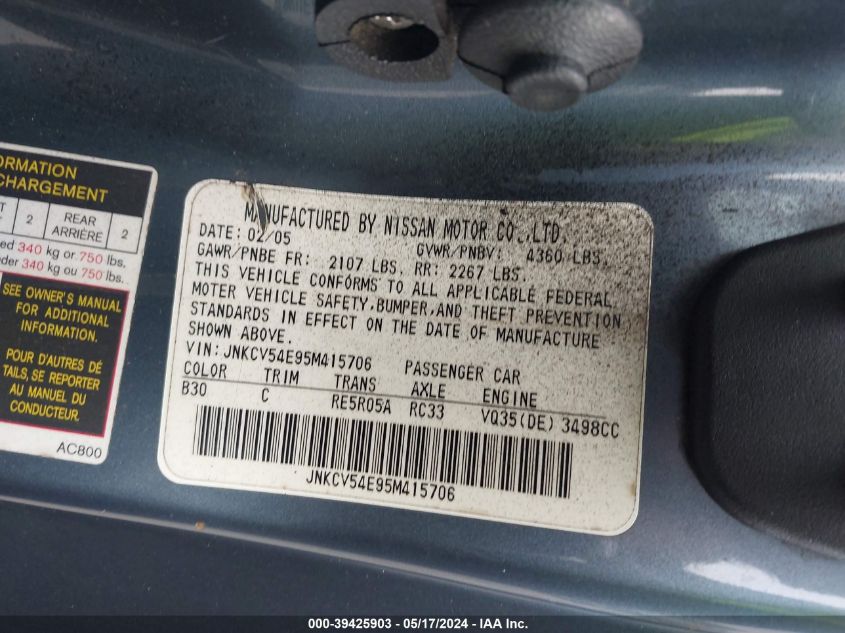 ORMATION
CHARGEMENT
2 REAR ARRIÈRE 2
ed 340 kg or 750 lbs.
der 340 kg ou 750 lbs.
SEE OWNER'S MANUAL
FOR ADDITIONAL
INFORMATION.
POUR D'AUTRES DÉ
TAILS, SE REPORTER
AU MANUEL DU
CONDUCTEUR.
AC800
MANUFACTURED BY NISSAN MOTOR CO.,LTD.
DATE: 02/05 GVWR/PNBV: 4360 LBS.
GAWR/PNBE FR: 2107 LBS. RR: 2267 LBS.
THIS VEHICLE CONFORMS TO ALL APPLICABLE FEDERAL
MOTER VEHICLE SAFETY,BUMPER,AND THEFT PREVENTION
STANDARDS IN EFFECT ON THE DATE OF MANUFACTURE
SHOWN ABOVE.
VIN: JNKCV54E95M415706 PASSENGER CAR
COLOR TRIM TRANS AXLE ENGINE
B30 C RE5R05A RC33 VQ35(DE) 3498CC
JNKCV54E95M415706
000-39425903 - 05/17/2024 - IAA Inc.